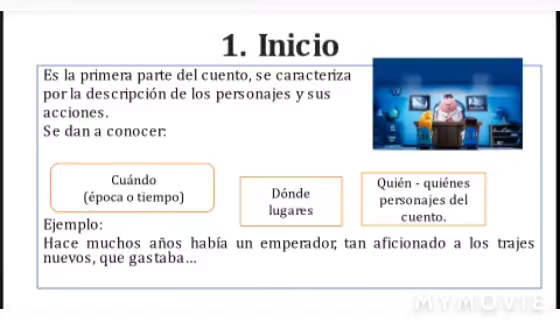 1. Inicio
Es la primera parte del cuento, se caracteriza
por la descripción de los personajes y sus
acciones.
Se dan a conocer:
Cuándo
(época o tiempo)
Dónde
lugares
Quién - quiénes
personajes del
cuento.
Ejemplo:
Hace muchos años había un emperador, tan aficionado a los trajes
nuevos, que gastaba...
MYMOVIE